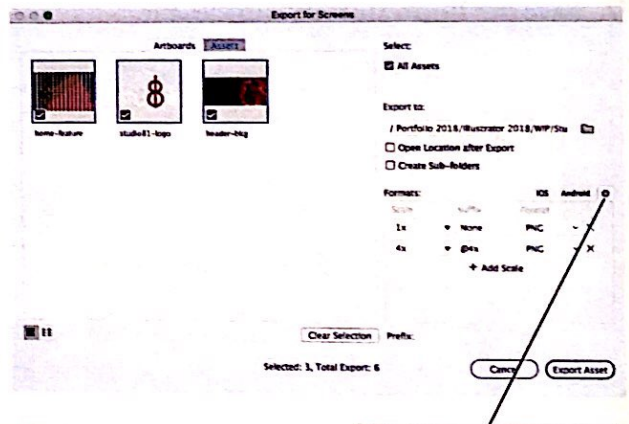 Export for Screens
Artboards Assets
Select:
All Assets
home-feature
studio81-logo
header-bkg
Export to:
/ Portfolio 2018/Illustrator 2018/WIP/Stu
Open Location after Export
Create Sub-folders
Formats: iOS Android
Scale Suffix Format
1x None PNG X
4x @4x PNG X
+ Add Scale
Clear Selection Prefix:
Selected: 3, Total Export: 6
Cancel Export Asset